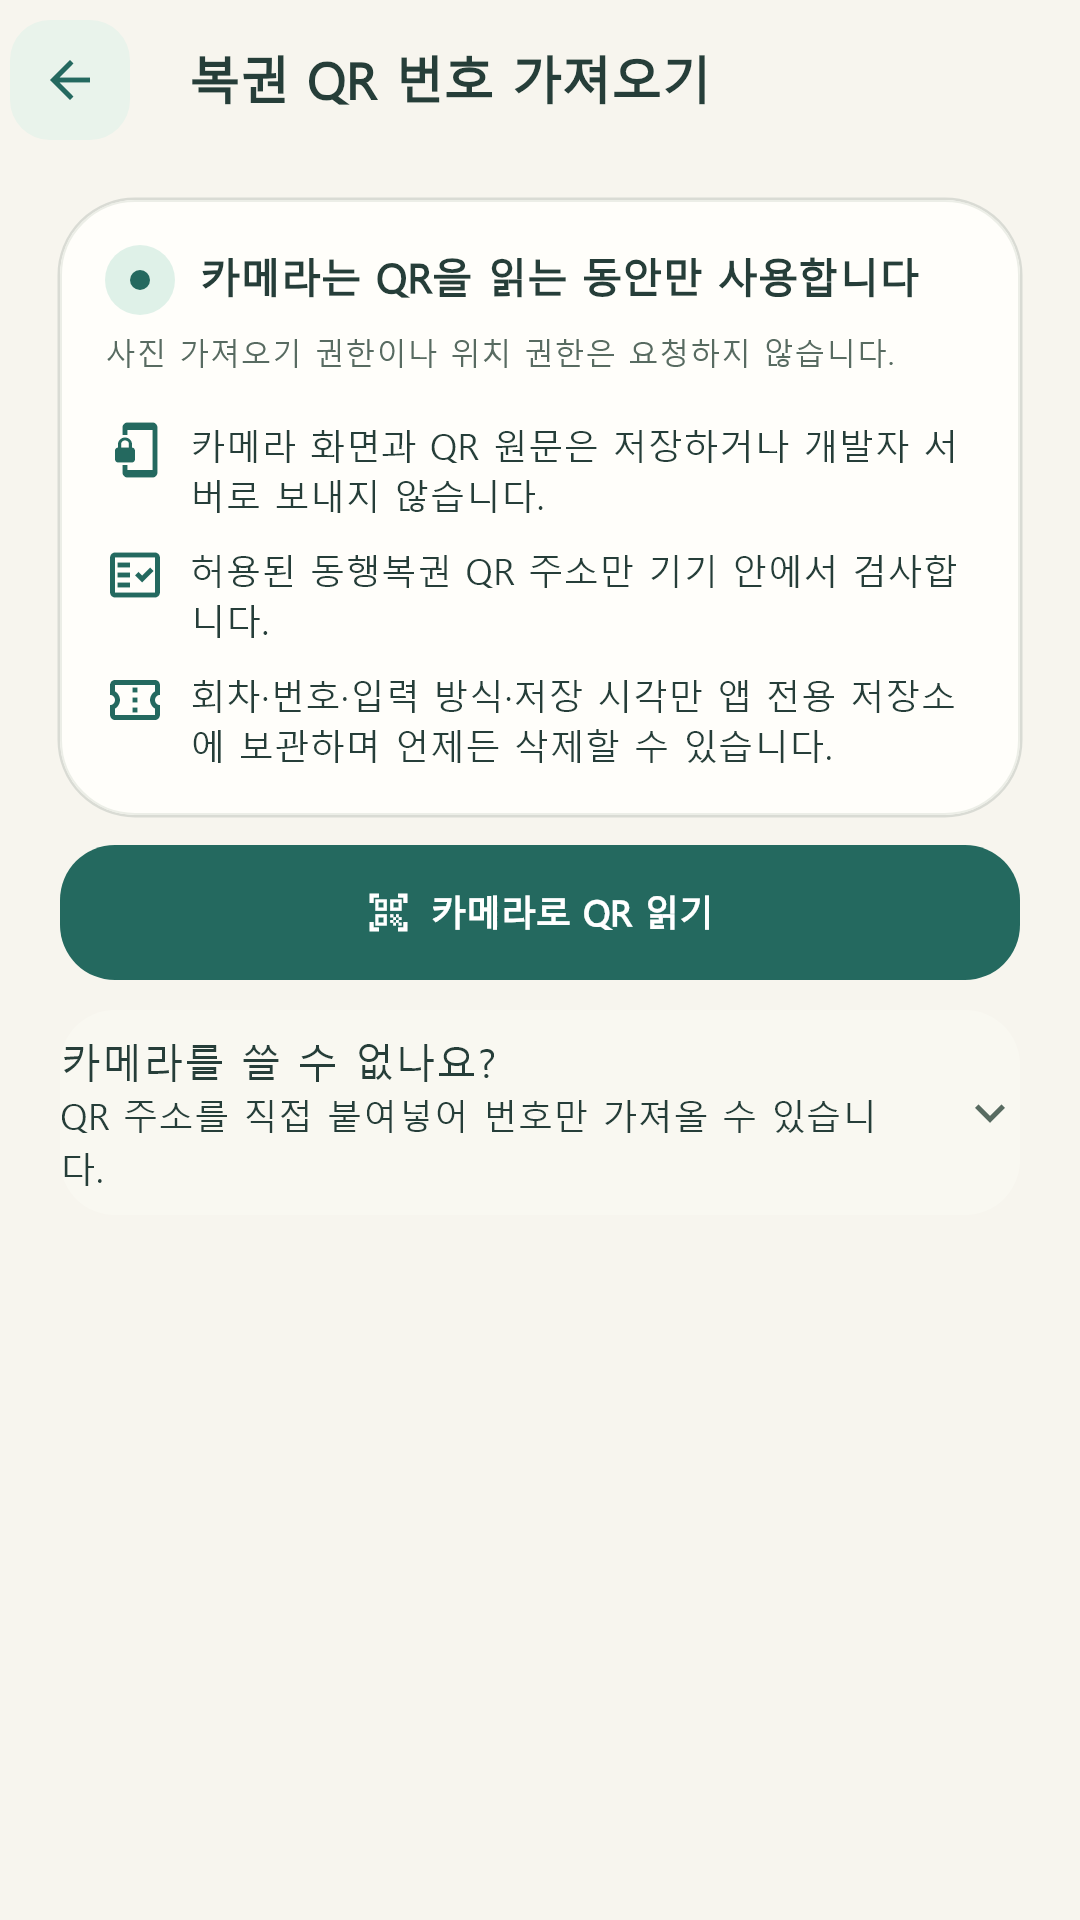 복권 QR 번호 가져오기
카메라는 QR을 읽는 동안만 사용합니다
사진 가져오기 권한이나 위치 권한은 요청하지 않습니다.
카메라 화면과 QR 원문은 저장하거나 개발자 서
버로 보내지 않습니다.
허용된 동행복권 QR 주소만 기기 안에서 검사합
니다.
회차·번호·입력 방식·저장 시각만 앱 전용 저장소
에 보관하며 언제든 삭제할 수 있습니다.
카메라로 QR 읽기
카메라를 쓸 수 없나요?
QR 주소를 직접 붙여넣어 번호만 가져올 수 있습니
다.